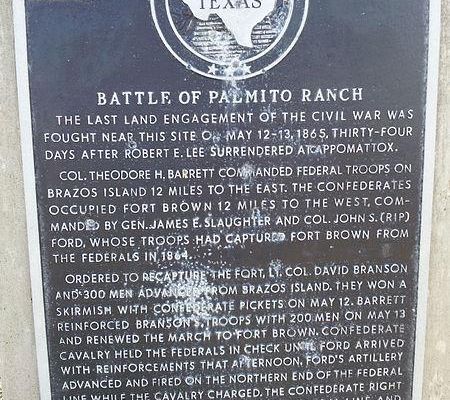 TEXAS
BATTLE OF PALMITO RANCH
THE LAST LAND ENGAGEMENT OF THE CIVIL WAR WAS
FOUGHT NEAR THIS SITE ON MAY 12-13, 1865, THIRTY-FOUR
DAYS AFTER ROBERT E. LEE SURRENDERED AT APPOMATTOX.
COL. THEODORE H. BARRETT COMMANDED FEDERAL TROOPS ON
BRAZOS ISLAND 12 MILES TO THE EAST. THE CONFEDERATES
OCCUPIED FORT BROWN 12 MILES TO THE WEST, COM-
MANDED BY GEN. JAMES E. SLAUGHTER AND COL. JOHN S. (RIP)
FORD, WHOSE TROOPS HAD CAPTURED FORT BROWN FROM
THE FEDERALS IN 1864.
ORDERED TO RECAPTURE THE FORT, LT. COL. DAVID BRANSON
AND 300 MEN ADVANCED FROM BRAZOS ISLAND. THEY WON A
SKIRMISH WITH CONFEDERATE PICKETS ON MAY 12. BARRETT
REINFORCED BRANSON'S TROOPS WITH 200 MEN ON MAY 13
AND RENEWED THE MARCH TO FORT BROWN. CONFEDERATE
CAVALRY HELD THE FEDERALS IN CHECK UNTIL FORD ARRIVED
WITH REINFORCEMENTS THAT AFTERNOON. FORD'S ARTILLERY
ADVANCED AND FIRED ON THE NORTHERN END OF THE FEDERAL
LINE WHILE THE CAVALRY CHARGED. THE CONFEDERATE RIGHT
LINE, AND